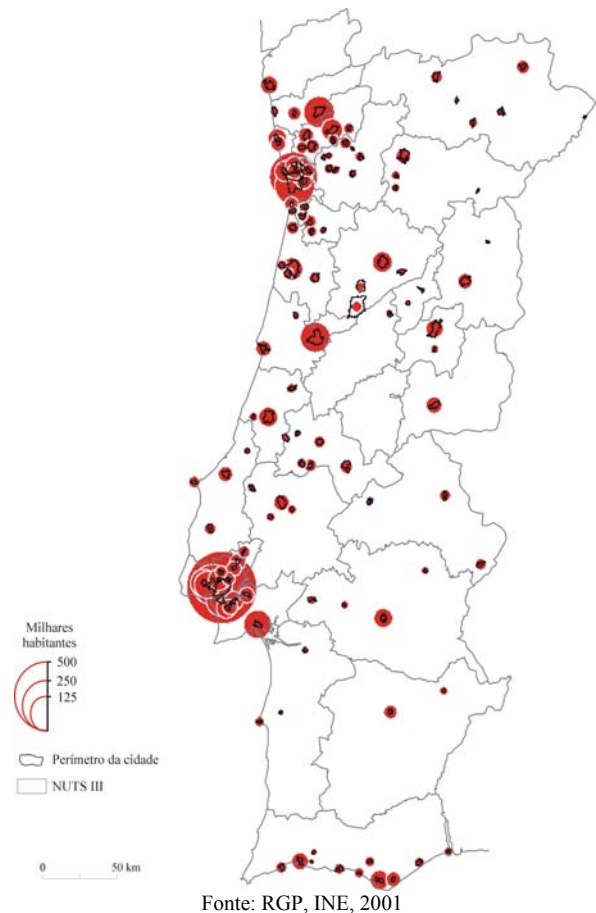 Milhares
habitantes
500
250
125
Perímetro da cidade
NUTS III
0 50 km
Fonte: RGP, INE, 2001